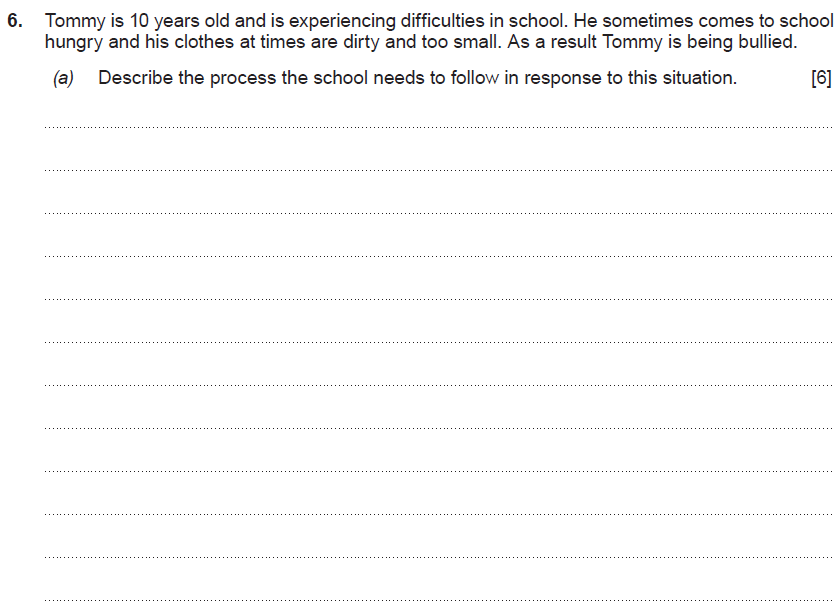 6. Tommy is 10 years old and is experiencing difficulties in school. He sometimes comes to school
hungry and his clothes at times are dirty and too small. As a result Tommy is being bullied.
(a) Describe the process the school needs to follow in response to this situation. [6]